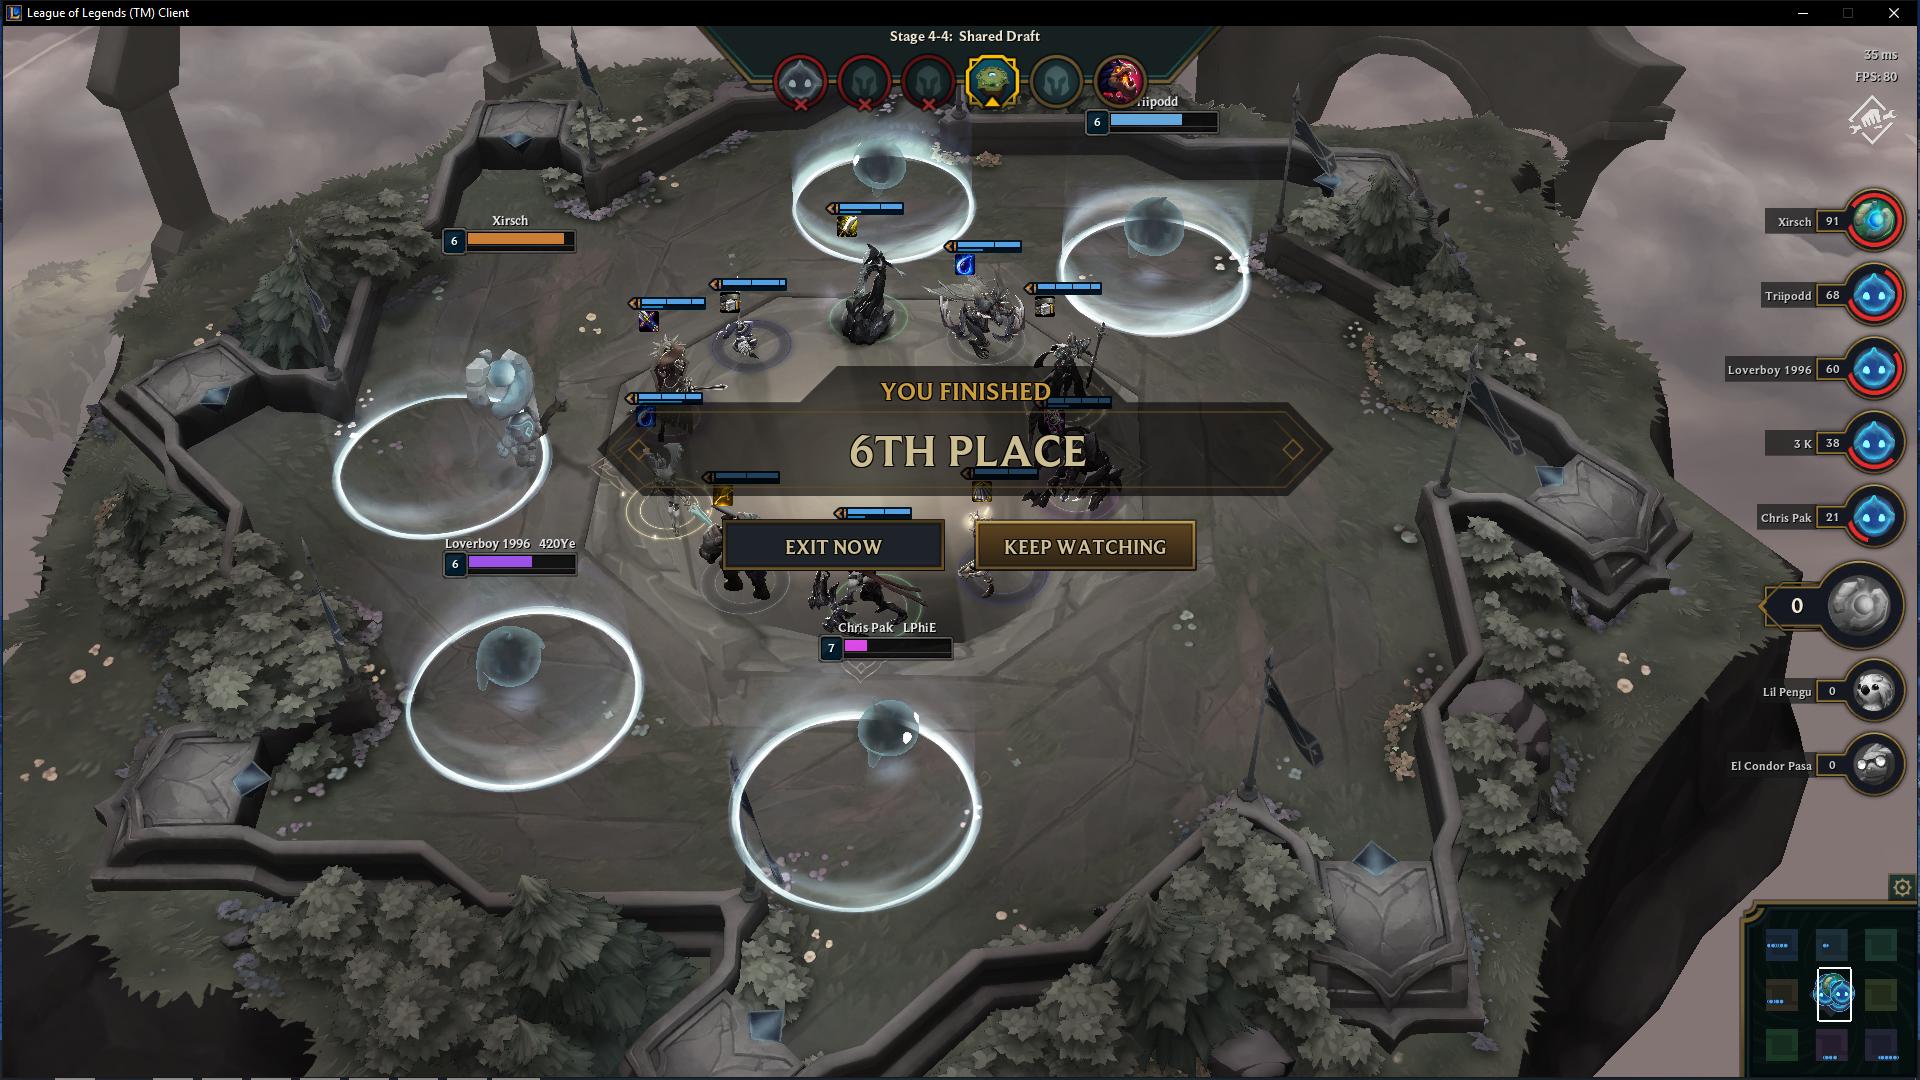 League of Legends (TM) Client
Stage 4-4: Shared Draft
35 ms
FPS: 80
6
Xirsch
6
Xirsch 91
Triipodd 68
Loverboy 1996 60
3 K 38
Chris Pak 21
0
Lil Pengu 0
El Condor Pasa 0
YOU FINISHED
6TH PLACE
EXIT NOW
KEEP WATCHING
Loverboy 1996 420Ye
6
Chris Pak LPhiE
7